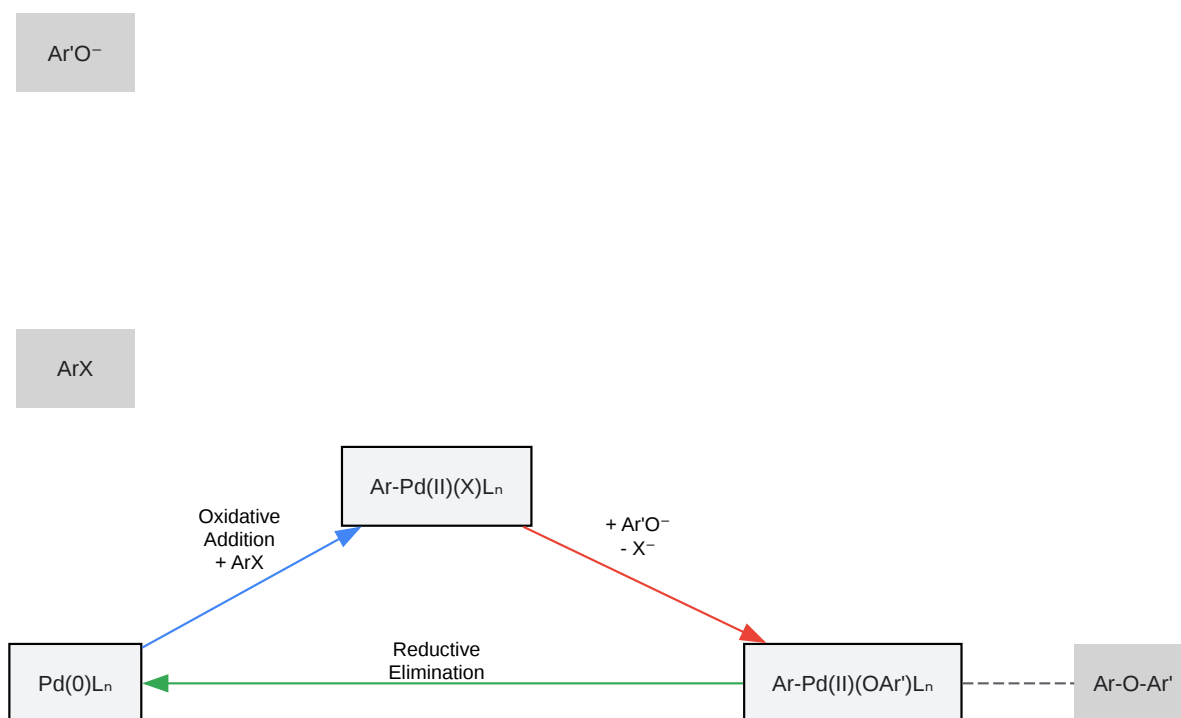 Ar'O⁻
ArX
Ar-Pd(II)(X)Lₙ
Oxidative
Addition
+ ArX
+ Ar'O⁻
- X⁻
Reductive
Elimination
Pd(0)Lₙ
Ar-Pd(II)(OAr')Lₙ
Ar-O-Ar'